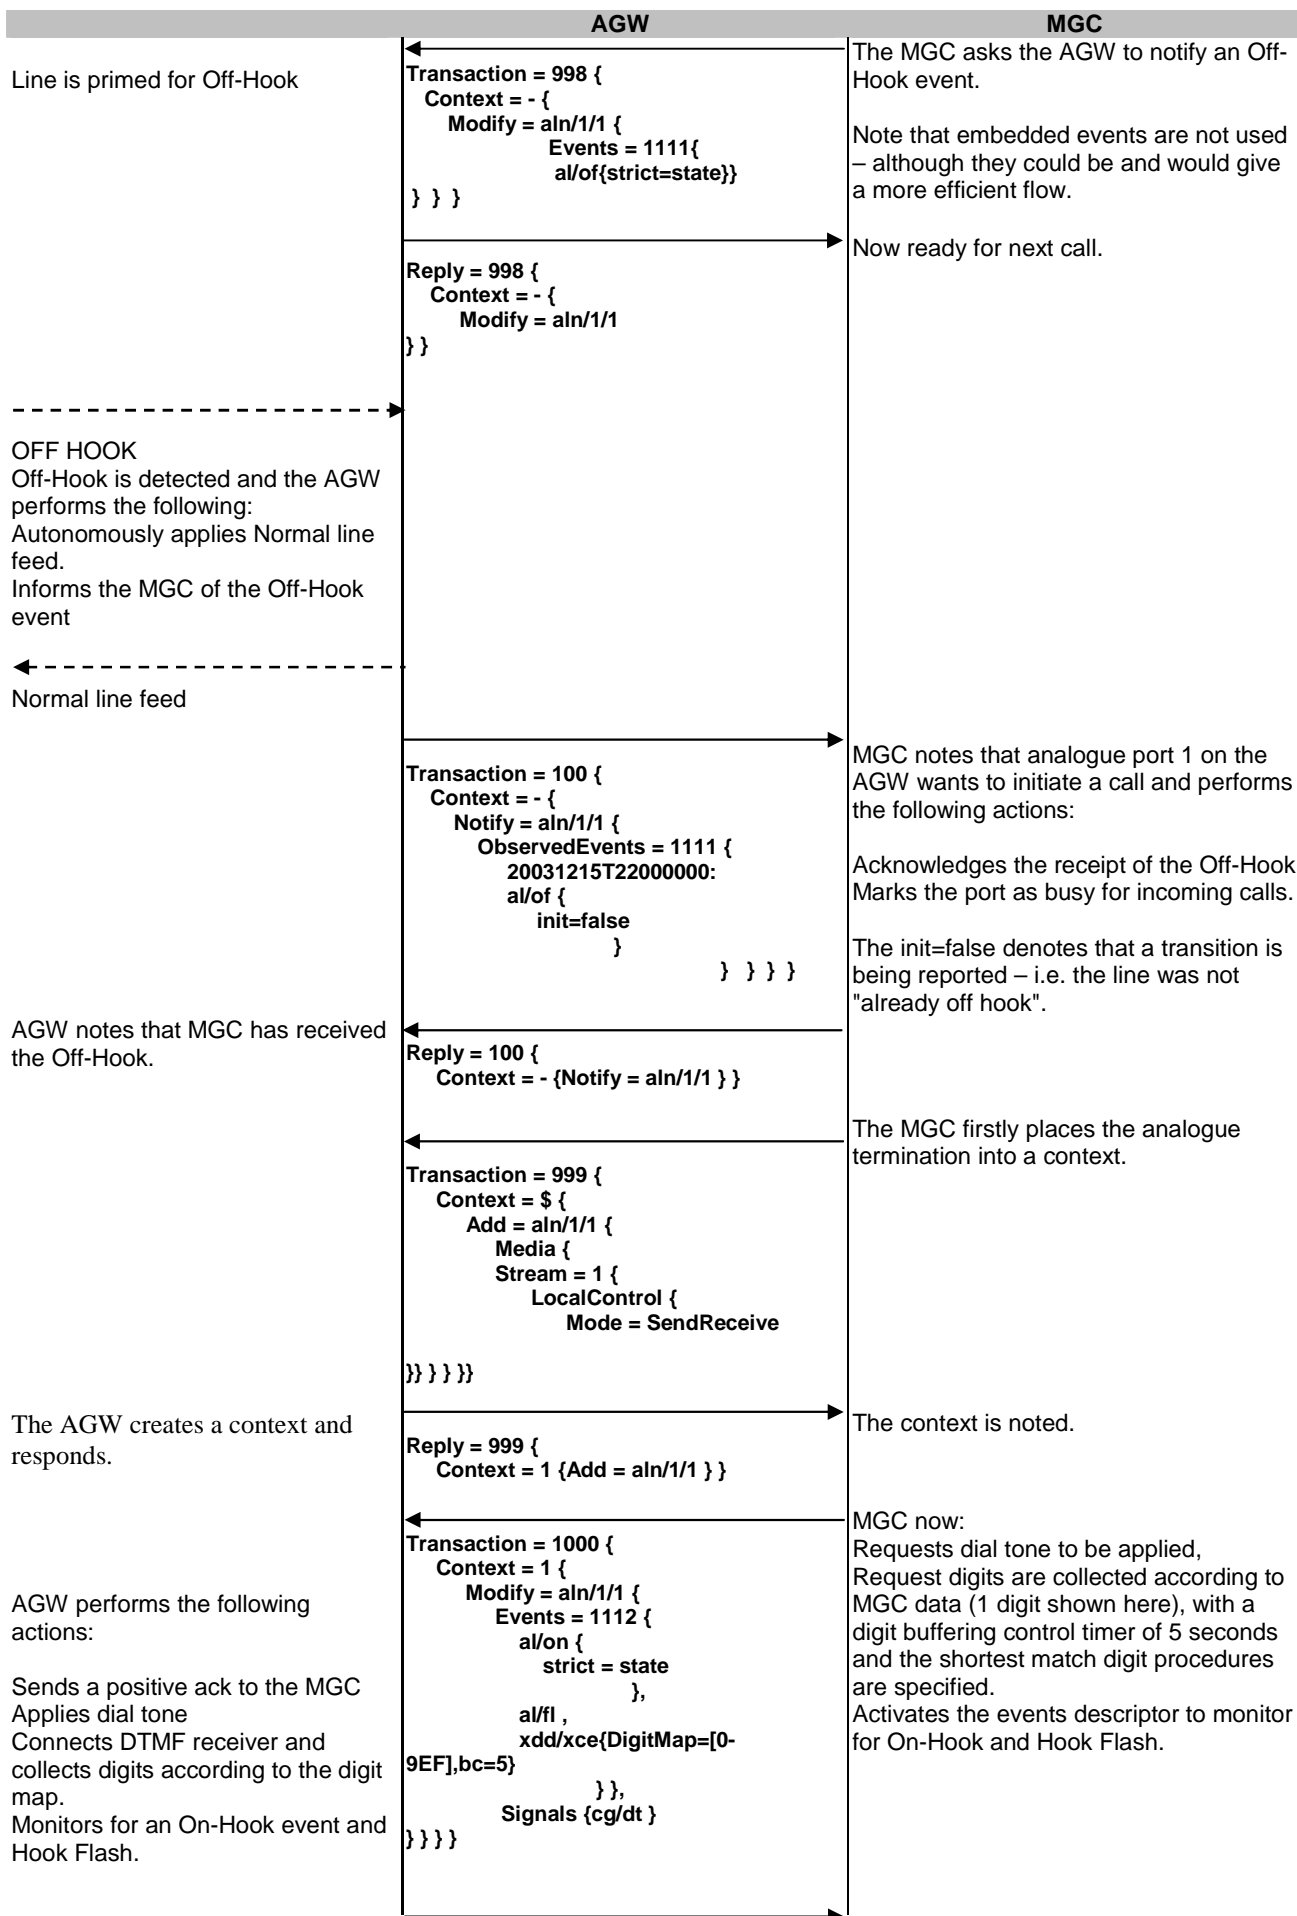 AGW MGC
The MGC asks the AGW to notify an Off-
Hook event.
Line is primed for Off-Hook
Transaction = 998 {
Context = - {
Modify = aln/1/1 {
Events = 1111{
al/of{strict=state}}
} } }
Note that embedded events are not used
– although they could be and would give
a more efficient flow.
Now ready for next call.
Reply = 998 {
Context = - {
Modify = aln/1/1
} }
OFF HOOK
Off-Hook is detected and the AGW
performs the following:
Autonomously applies Normal line
feed.
Informs the MGC of the Off-Hook
event
Normal line feed
Transaction = 100 {
Context = - {
Notify = aln/1/1 {
ObservedEvents = 1111 {
20031215T22000000:
al/of {
init=false
}
} } } }
MGC notes that analogue port 1 on the
AGW wants to initiate a call and performs
the following actions:
Acknowledges the receipt of the Off-Hook
Marks the port as busy for incoming calls.
The init=false denotes that a transition is
being reported – i.e. the line was not
"already off hook".
AGW notes that MGC has received
the Off-Hook.
Reply = 100 {
Context = - {Notify = aln/1/1 } }
The MGC firstly places the analogue
termination into a context.
Transaction = 999 {
Context = $ {
Add = aln/1/1 {
Media {
Stream = 1 {
LocalControl {
Mode = SendReceive
}} } } }}
The AGW creates a context and
responds.
The context is noted.
Reply = 999 {
Context = 1 {Add = aln/1/1 } }
MGC now:
Requests dial tone to be applied,
Request digits are collected according to
MGC data (1 digit shown here), with a
digit buffering control timer of 5 seconds
and the shortest match digit procedures
are specified.
Activates the events descriptor to monitor
for On-Hook and Hook Flash.
Transaction = 1000 {
Context = 1 {
Modify = aln/1/1 {
Events = 1112 {
al/on {
strict = state
},
al/fl ,
xdd/xce{DigitMap=[0-
9EF],bc=5}
} },
Signals {cg/dt }
} } } }
AGW performs the following
actions:
Sends a positive ack to the MGC
Applies dial tone
Connects DTMF receiver and
collects digits according to the digit
map.
Monitors for an On-Hook event and
Hook Flash.